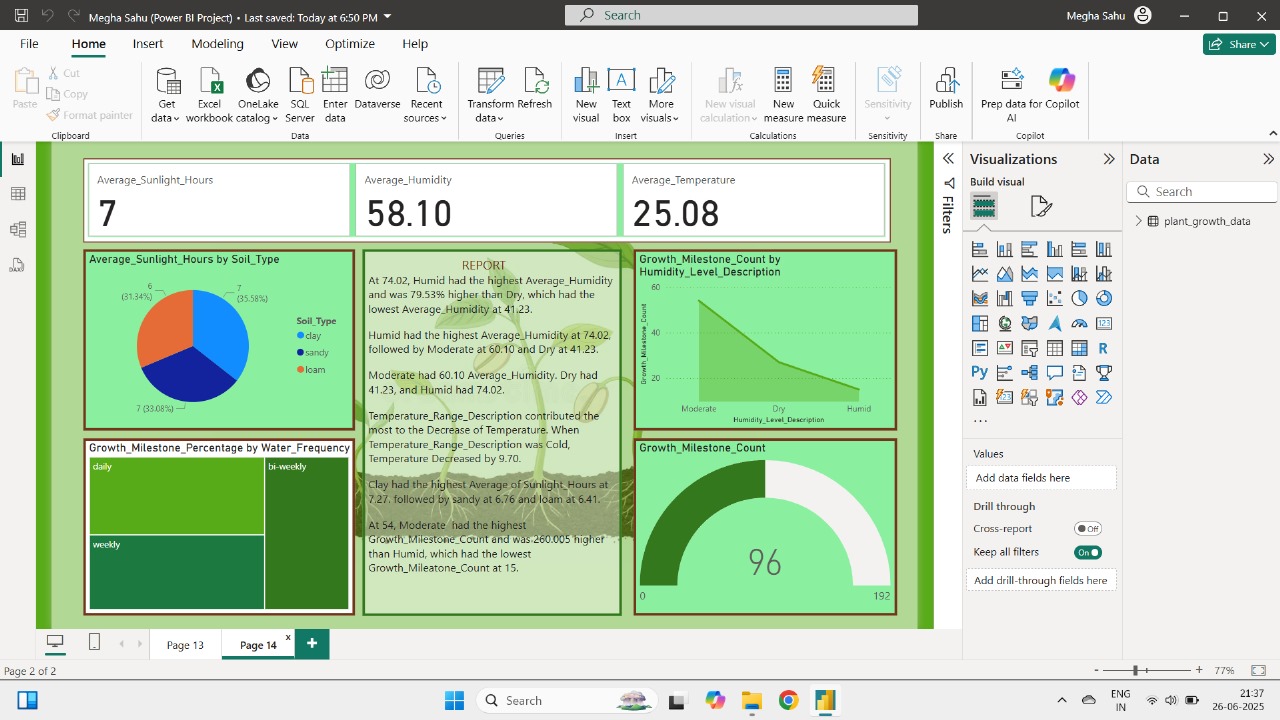 Megha Sahu (Power BI Project) • Last saved: Today at 6:50 PM
Search
Megha Sahu
File Home Insert Modeling View Optimize Help
Share
Paste
Cut
Copy
Format painter
Clipboard
Get data
Excel workbook
OneLake catalog
SQL Server
Enter data
Dataverse
Recent sources
Data
Transform data
Refresh
Queries
New visual
Text box
More visuals
Insert
New visual calculation
New measure
Quick measure
Calculations
Sensitivity
Sensitivity
Publish
Share
Prep data for AI
Copilot
Copilot
Average_Sunlight_Hours
7
Average_Humidity
58.10
Average_Temperature
25.08
Average_Sunlight_Hours by Soil_Type
6
(31.34%)
7
(35.58%)
7 (33.08%)
Soil_Type
clay
sandy
loam
REPORT
At 74.02, Humid had the highest Average_Humidity
and was 79.53% higher than Dry, which had the
lowest Average_Humidity at 41.23.
Humid had the highest Average_Humidity at 74.02,
followed by Moderate at 60.10 and Dry at 41.23.
Moderate had 60.10 Average_Humidity. Dry had
41.23, and Humid had 74.02.
Temperature_Range_Description contributed the
most to the Decrease of Temperature. When
Temperature_Range_Description was Cold,
Temperature Decreased by 9.70.
Clay had the highest Average of Sunlight_Hours at
7.27. followed by sandy at 6.76 and loam at 6.41.
At 54, Moderate had the highest
Growth_Milestone_Count and was 260.005 higher
than Humid, which had the lowest
Growth_Mileatone_Count at 15.
Growth_Milestone_Count by
Humidity_Level_Description
60
40
20
Growth_Milestone_Count
Moderate Dry Humid
Humidity_Level_Description
Growth_Milestone_Percentage by Water_Frequency
daily
bi-weekly
weekly
Growth_Milestone_Count
96
0
192
Filters
Visualizations
Build visual
Values
Add data fields here
Drill through
Cross-report
Off
Keep all filters
On
Add drill-through fields here
Data
Search
plant_growth_data
Page 13
Page 14
x
+
Page 2 of 2
- + 77%
Search
ENG
IN
21:37
26-06-2025